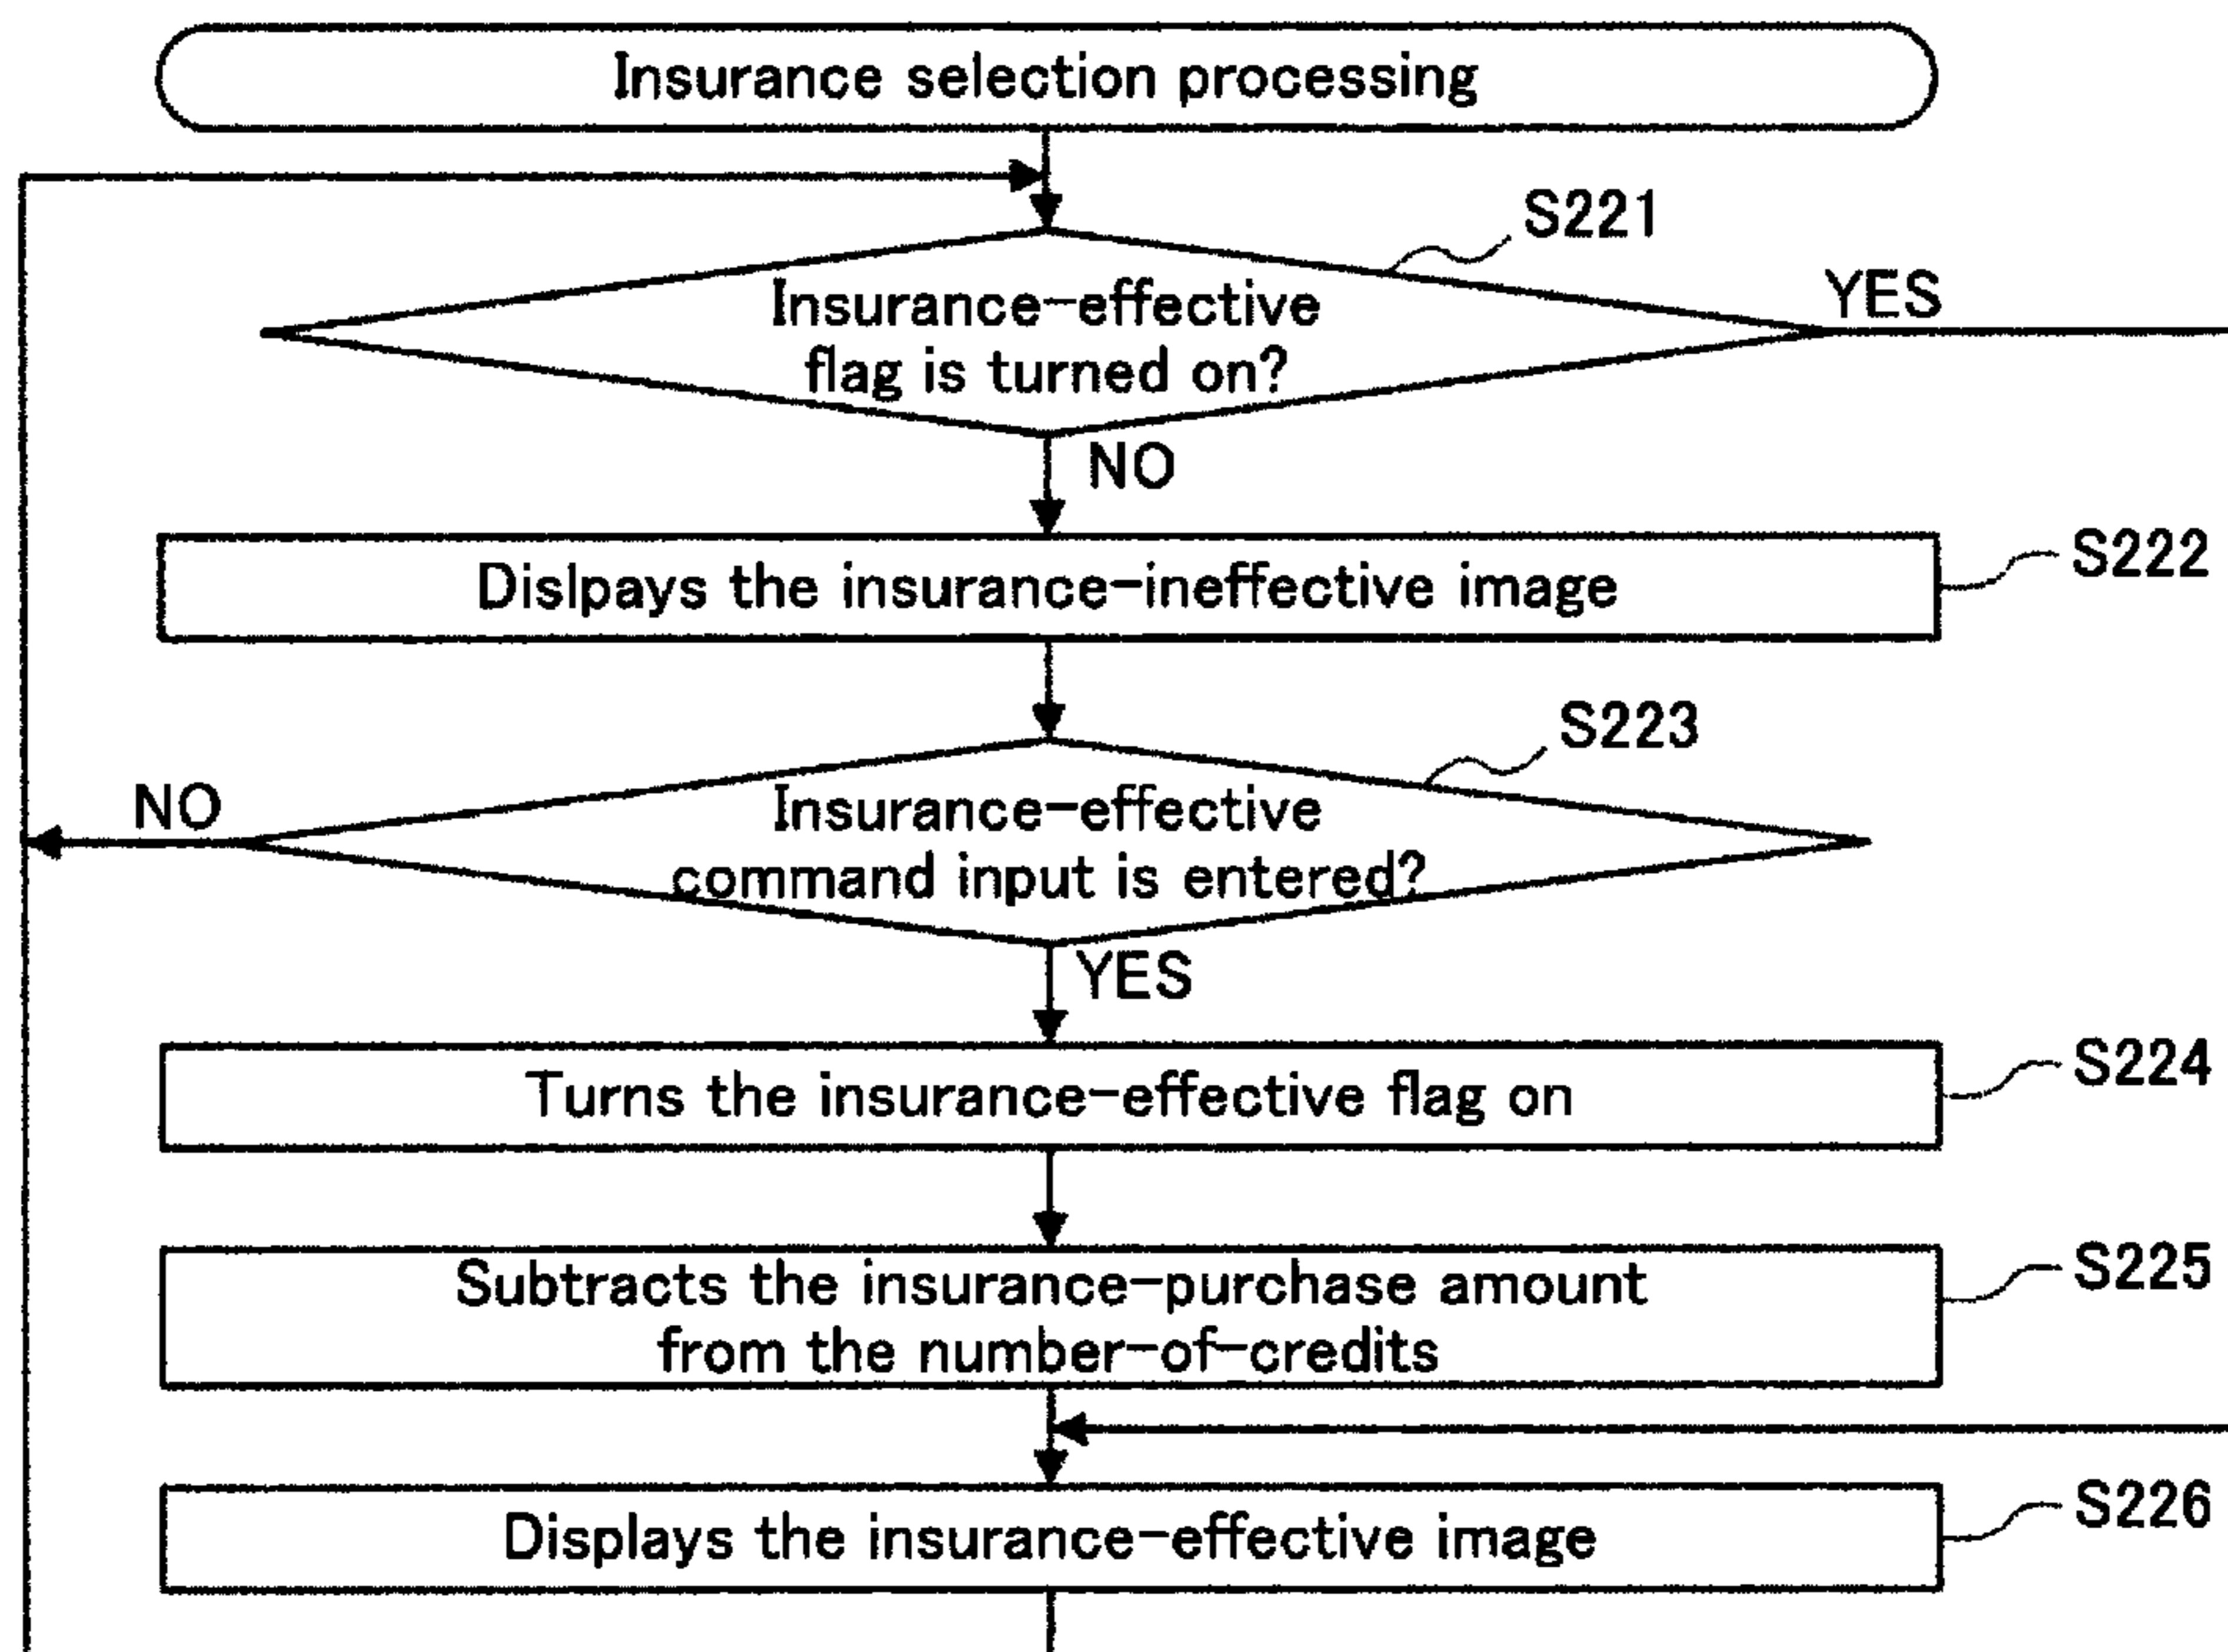 Insurance selection processing
S221
Insurance-effective
flag is turned on?
YES
NO
Dislpays the insurance-ineffective image
S222
S223
Insurance-effective
command input is entered?
NO
YES
Turns the insurance-effective flag on
S224
Subtracts the insurance-purchase amount
from the number-of-credits
S225
Displays the insurance-effective image
S226